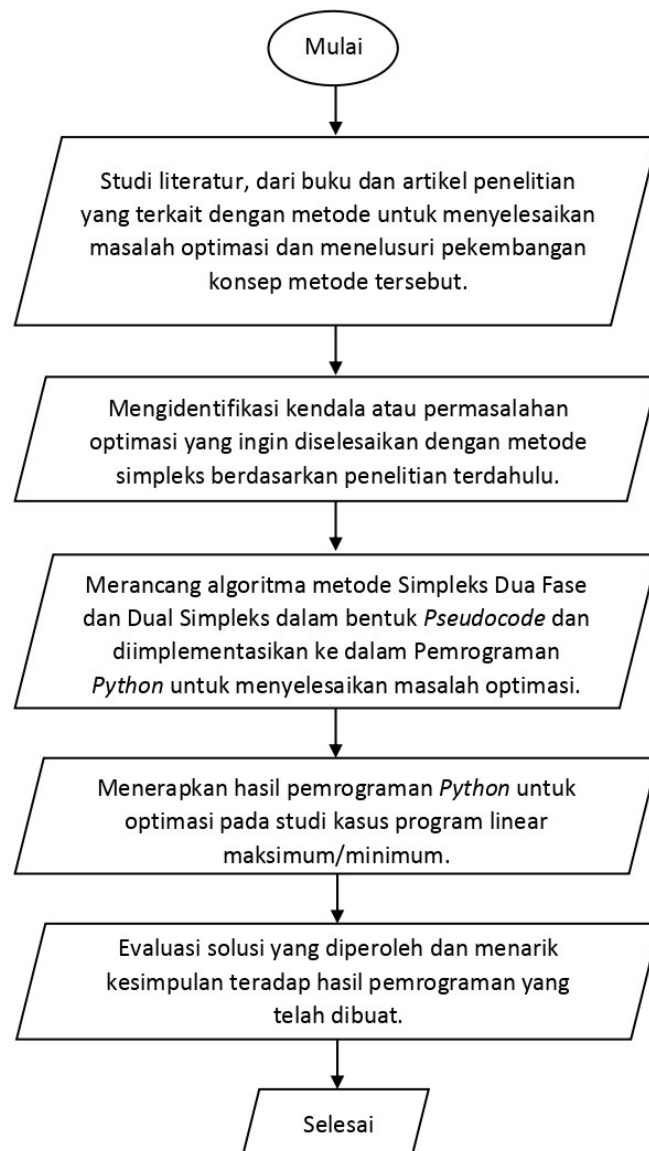 Mulai
Studi literatur, dari buku dan artikel penelitian
yang terkait dengan metode untuk menyelesaikan
masalah optimasi dan menelusuri pekembangan
konsep metode tersebut.
Mengidentifikasi kendala atau permasalahan
optimasi yang ingin diselesaikan dengan metode
simpleks berdasarkan penelitian terdahulu.
Merancang algoritma metode Simpleks Dua Fase
dan Dual Simpleks dalam bentuk Pseudocode dan
diimplementasikan ke dalam Pemrograman
Python untuk menyelesaikan masalah optimasi.
Menerapkan hasil pemrograman Python untuk
optimasi pada studi kasus program linear
maksimum/minimum.
Evaluasi solusi yang diperoleh dan menarik
kesimpulan teradap hasil pemrograman yang
telah dibuat.
Selesai